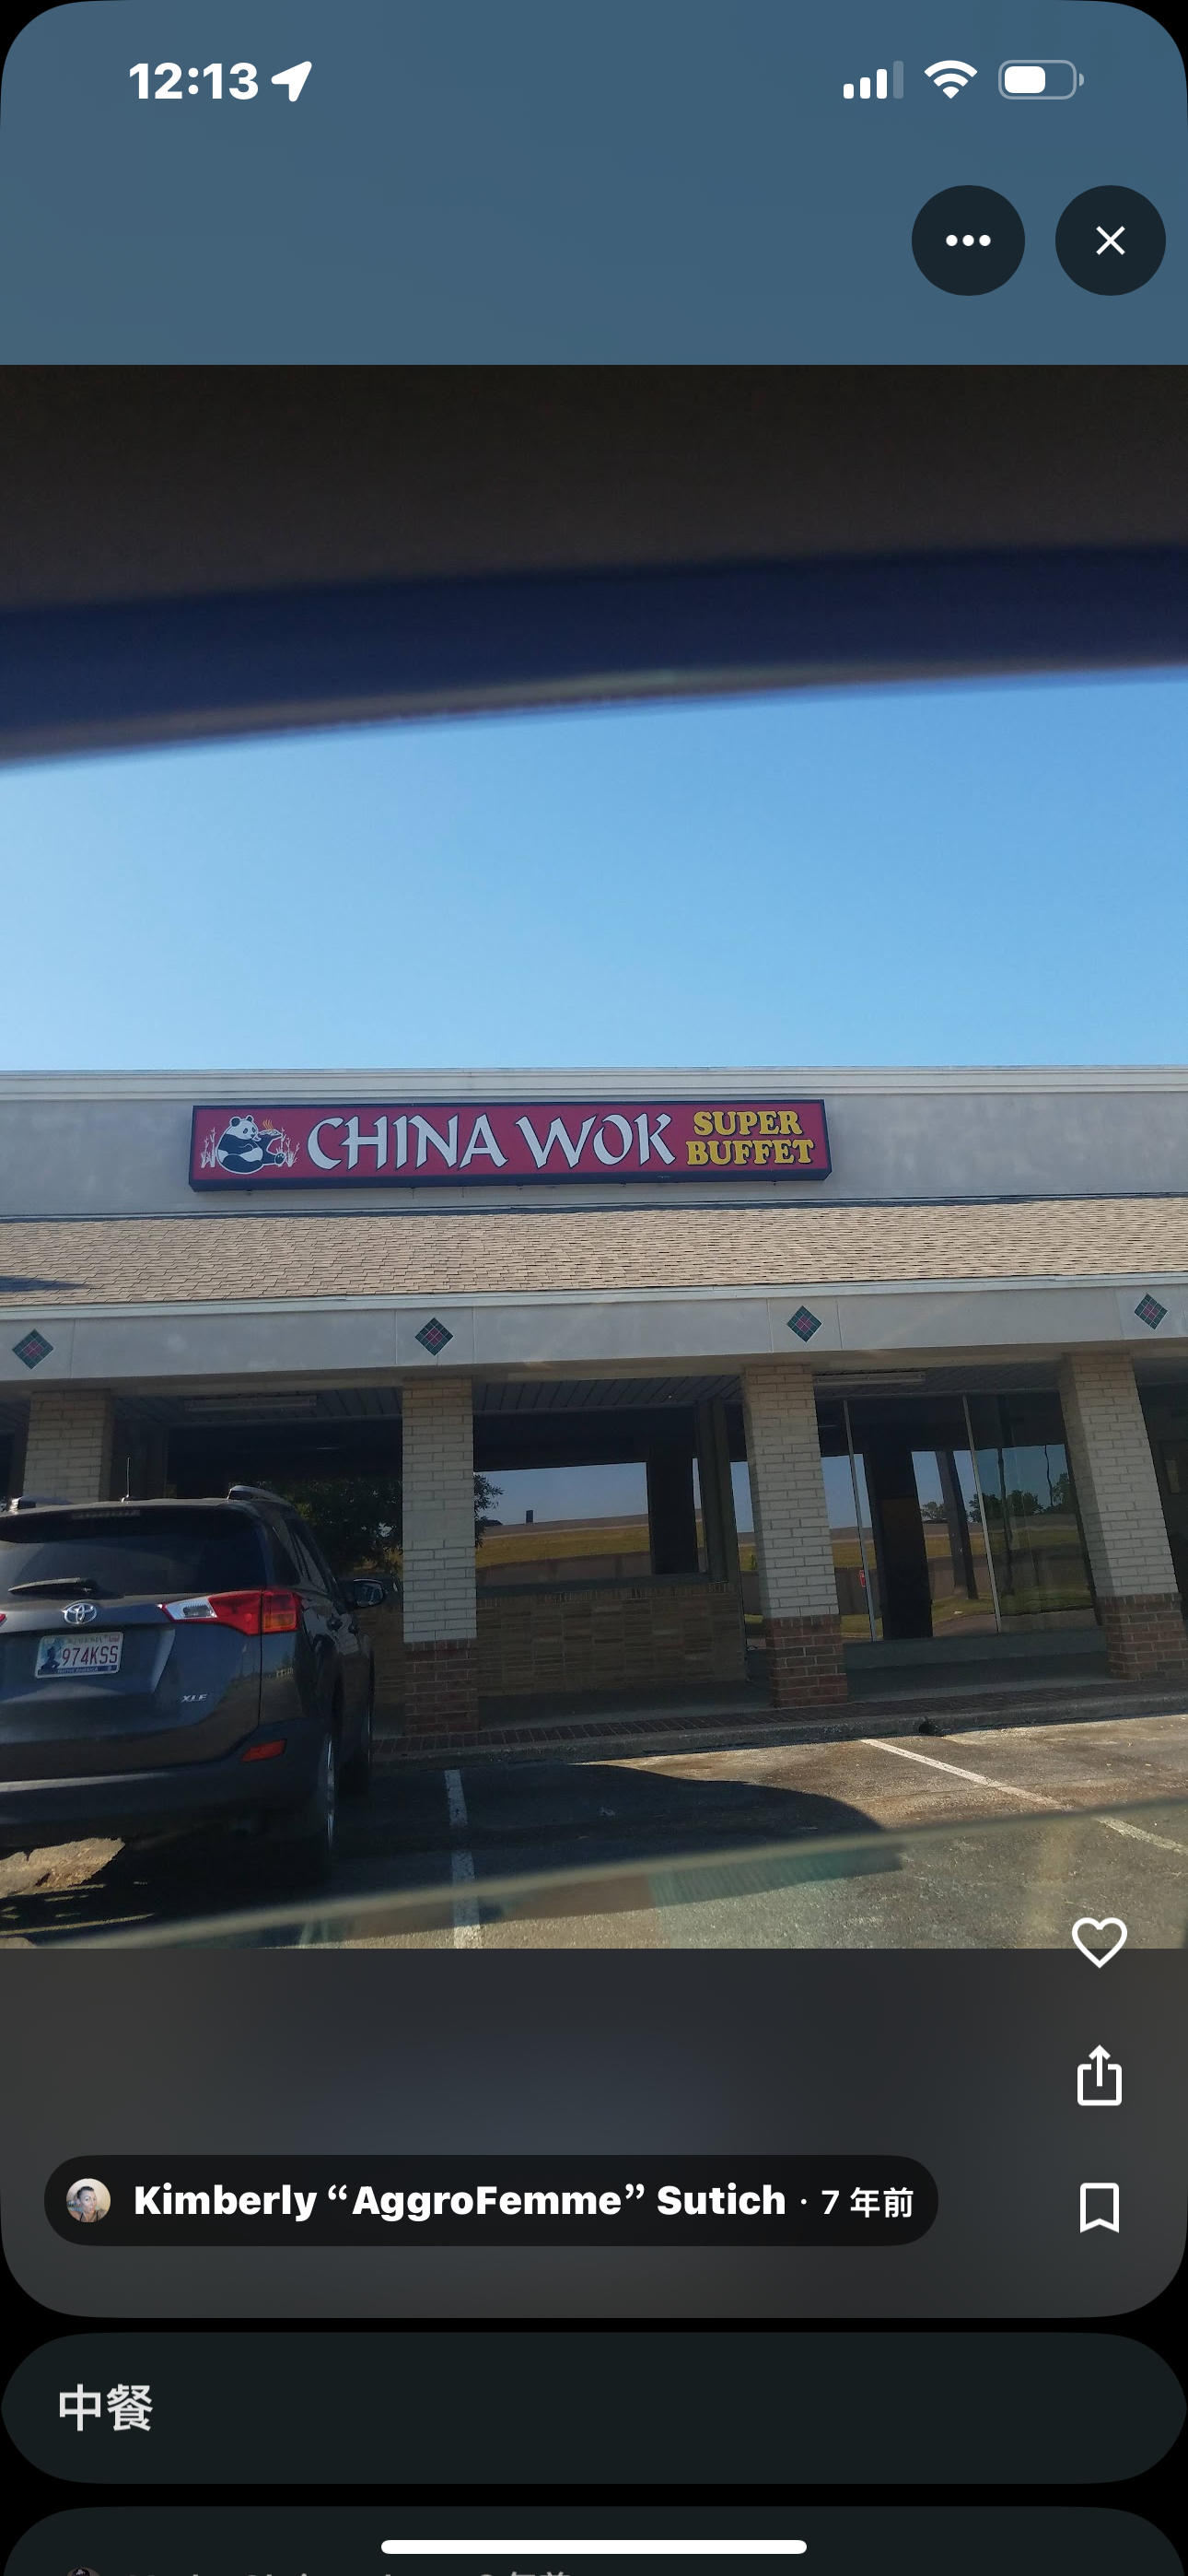 12:13
CHINA WOK
SUPER
BUFFET
974KSS
XLE
Kimberly “AggroFemme” Sutich · 7 年前
中餐